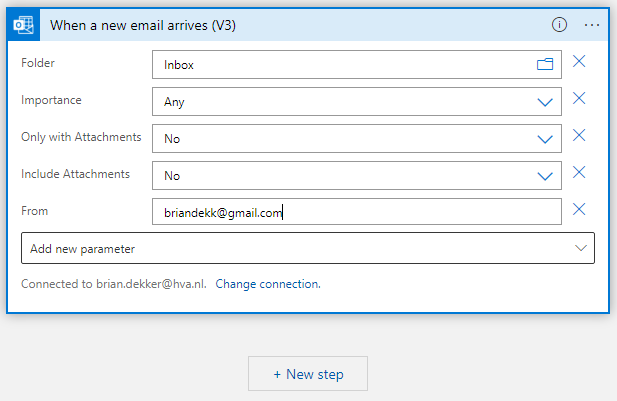 When a new email arrives (V3)
Folder Inbox
Importance Any
Only with Attachments No
Include Attachments No
From briandekk@gmail.com
Add new parameter
Connected to brian.dekker@hva.nl. Change connection.
+ New step